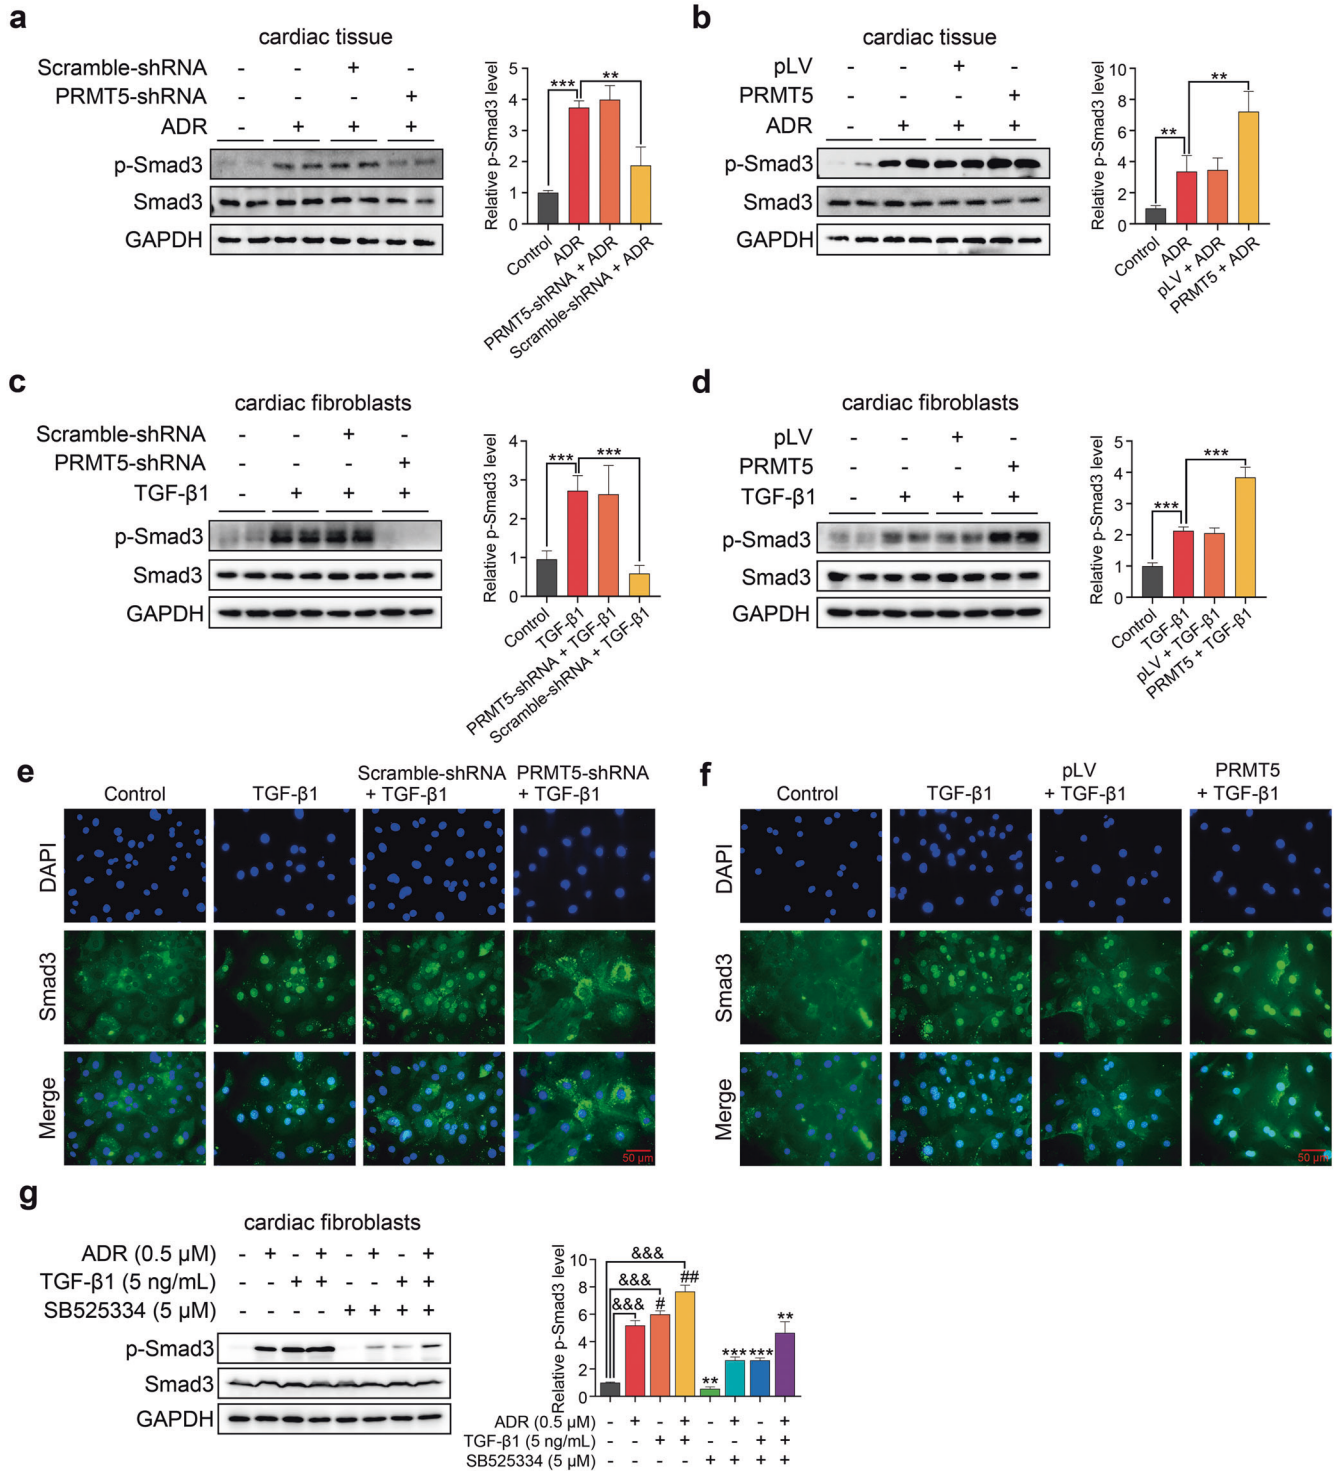 a
cardiac tissue
Scramble-shRNA - - + -
PRMT5-shRNA - - - +
ADR - + + +
p-Smad3
Smad3
GAPDH
Relative p-Smad3 level
5
4
3
2
1
0
*** **
Control
ADR
PRMT5-shRNA + ADR
Scramble-shRNA + ADR
b
cardiac tissue
pLV - - + -
PRMT5 - - - +
ADR - + + +
p-Smad3
Smad3
GAPDH
Relative p-Smad3 level
10
8
6
4
2
0
** **
Control
ADR
pLV + ADR
PRMT5 + ADR
c
cardiac fibroblasts
Scramble-shRNA - - + -
PRMT5-shRNA - - - +
TGF-β1 - + + +
p-Smad3
Smad3
GAPDH
Relative p-Smad3 level
4
3
2
1
0
*** ***
Control
TGF-β1
PRMT5-shRNA + TGF-β1
Scramble-shRNA + TGF-β1
d
cardiac fibroblasts
pLV - - + -
PRMT5 - - - +
TGF-β1 - + + +
p-Smad3
Smad3
GAPDH
Relative p-Smad3 level
5
4
3
2
1
0
*** ***
Control
TGF-β1
pLV + TGF-β1
PRMT5 + TGF-β1
e
Control
TGF-β1
Scramble-shRNA
+ TGF-β1
PRMT5-shRNA
+ TGF-β1
DAPI
Smad3
Merge
50 μm
f
Control
TGF-β1
pLV
+ TGF-β1
PRMT5
+ TGF-β1
DAPI
Smad3
Merge
50 μm
g
cardiac fibroblasts
ADR (0.5 μM) - + - + - + - +
TGF-β1 (5 ng/mL) - - + + - - + +
SB525334 (5 μM) - - - - + + + +
p-Smad3
Smad3
GAPDH
Relative p-Smad3 level
10
8
6
4
2
0
&&&
&&&
&&&
# ##
** *** *** **
ADR (0.5 μM) - + - + - + - +
TGF-β1 (5 ng/mL) - - + + - - + +
SB525334 (5 μM) - - - - + + + +